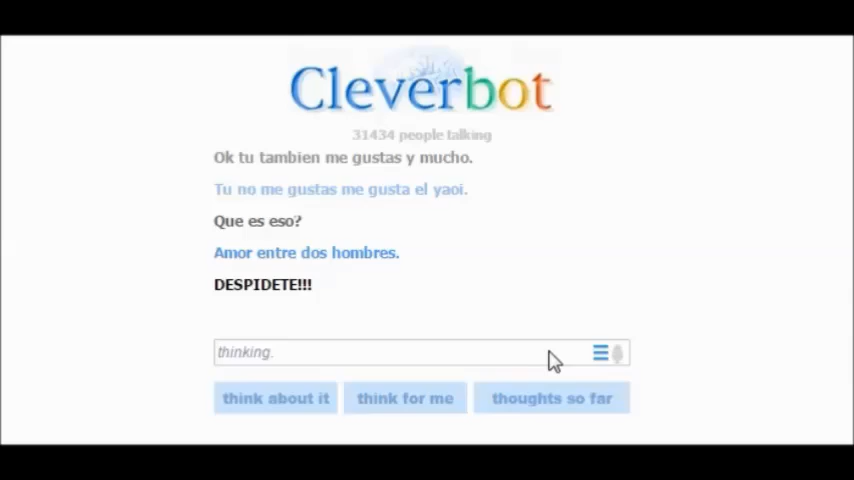 Cleverbot
31434 people talking
Ok tu tambien me gustas y mucho.
Tu no me gustas me gusta el yaoi.
Que es eso?
Amor entre dos hombres.
DESPIDETE!!!
thinking.
think about it think for me thoughts so far